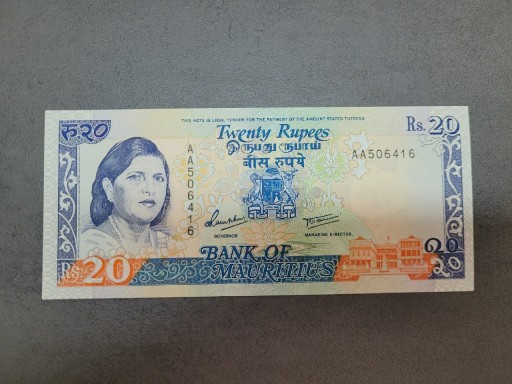 THIS NOTE IS LEGAL TENDER FOR THE PAYMENT OF THE AMOUNT STATED THEREON
रु.२०
Twenty Rupees
Rs. 20
இருபது ரூபாய்
बीस रुपये
AA506416
AA506416
GOVERNOR
MANAGING DIRECTOR
BANK OF
MAURITIUS
Rs 20